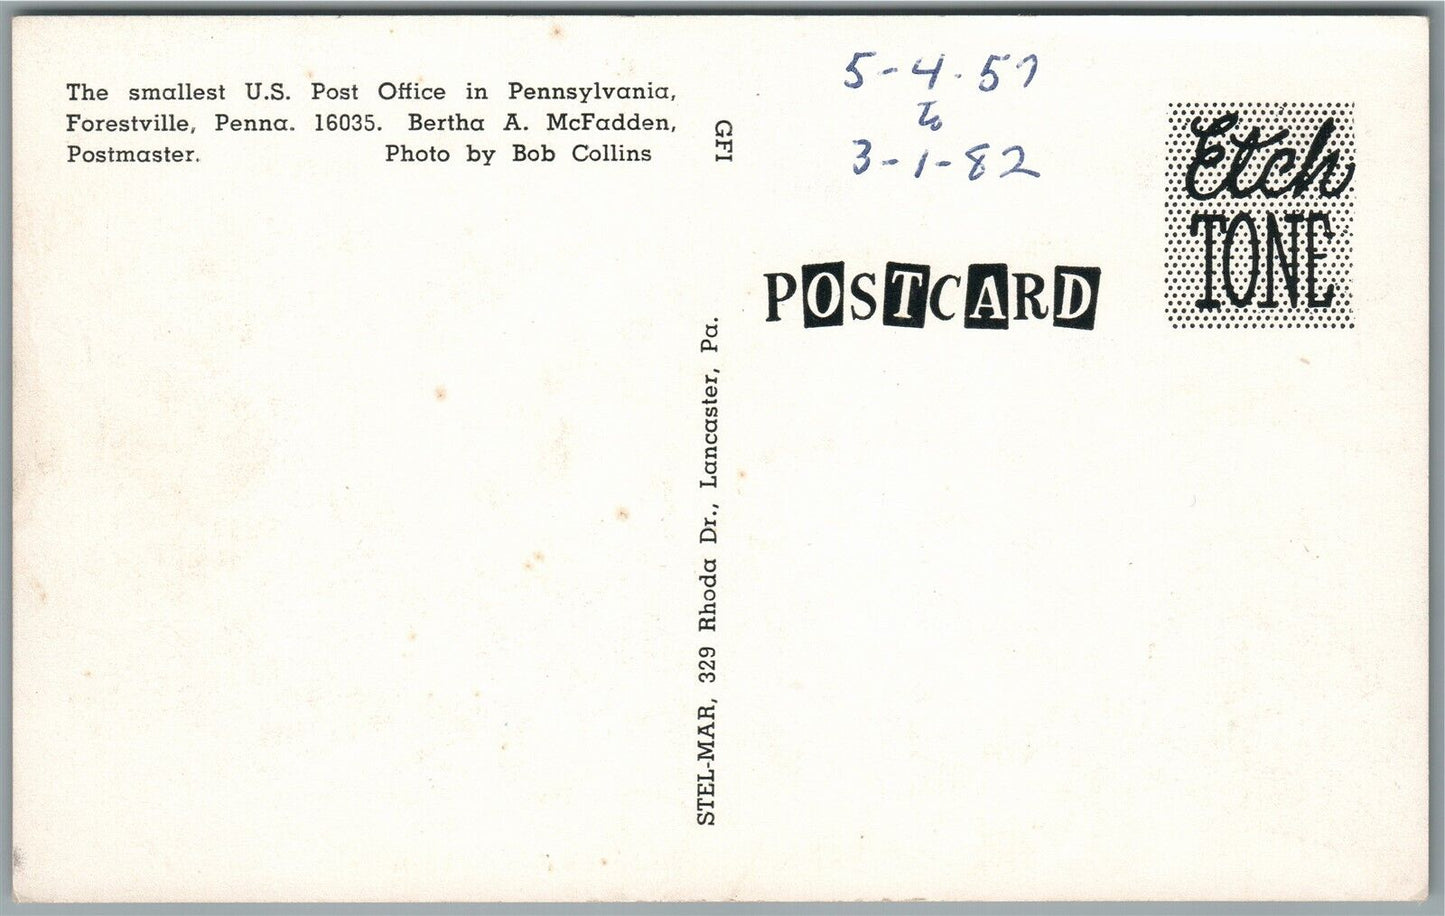 The smallest U.S. Post Office in Pennsylvania,
Forestville, Penna. 16035. Bertha A. McFadden,
Postmaster. Photo by Bob Collins
GFI
STEL-MAR, 329 Rhoda Dr., Lancaster, Pa.
5-4-57
To
3-1-82
POSTCARD
Etch
TONE